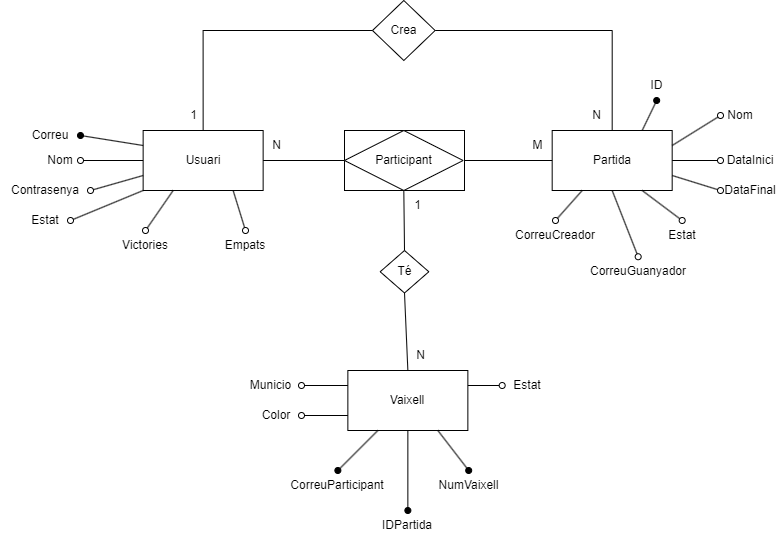 Crea
ID
1
N
Nom
Correu
N
M
Nom
Usuari
Participant
Partida
DataInici
Contrasenya
DataFinal
1
Estat
CorreuCreador
Estat
Victories
Empats
CorreuGuanyador
Té
N
Municio
Estat
Vaixell
Color
CorreuParticipant
NumVaixell
IDPartida